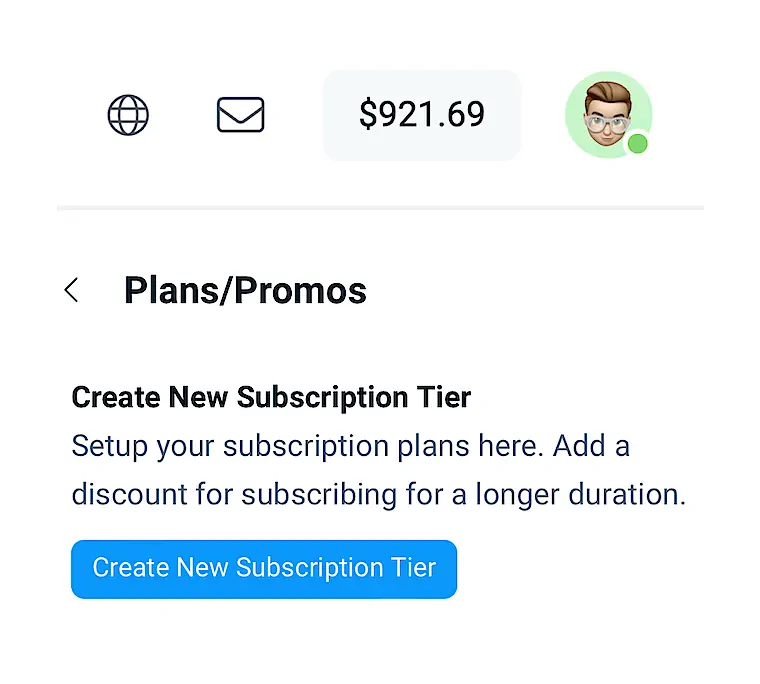 $921.69
Plans/Promos
Create New Subscription Tier
Setup your subscription plans here. Add a
discount for subscribing for a longer duration.
Create New Subscription Tier